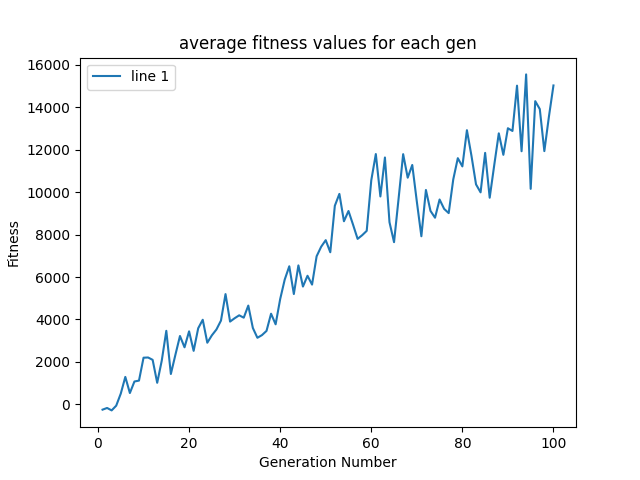 average fitness values for each gen
line 1
16000
14000
12000
10000
8000
6000
4000
2000
0
Fitness
0 20 40 60 80 100
Generation Number